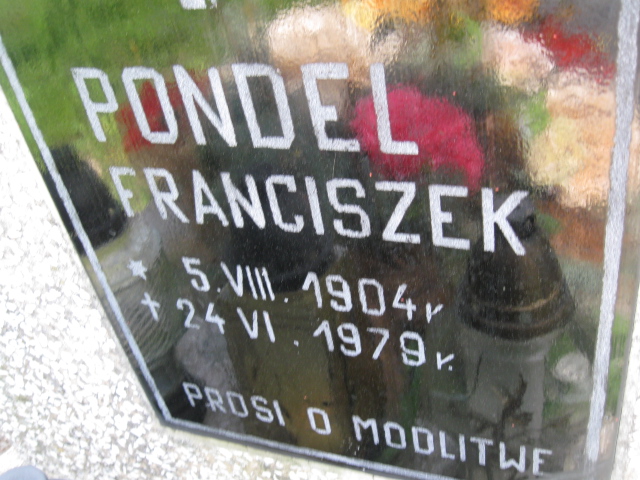 PONDEL
FRANCISZEK
* 5.VIII.1904r
† 24 VI.1979r.
PROSI O MODLITWE